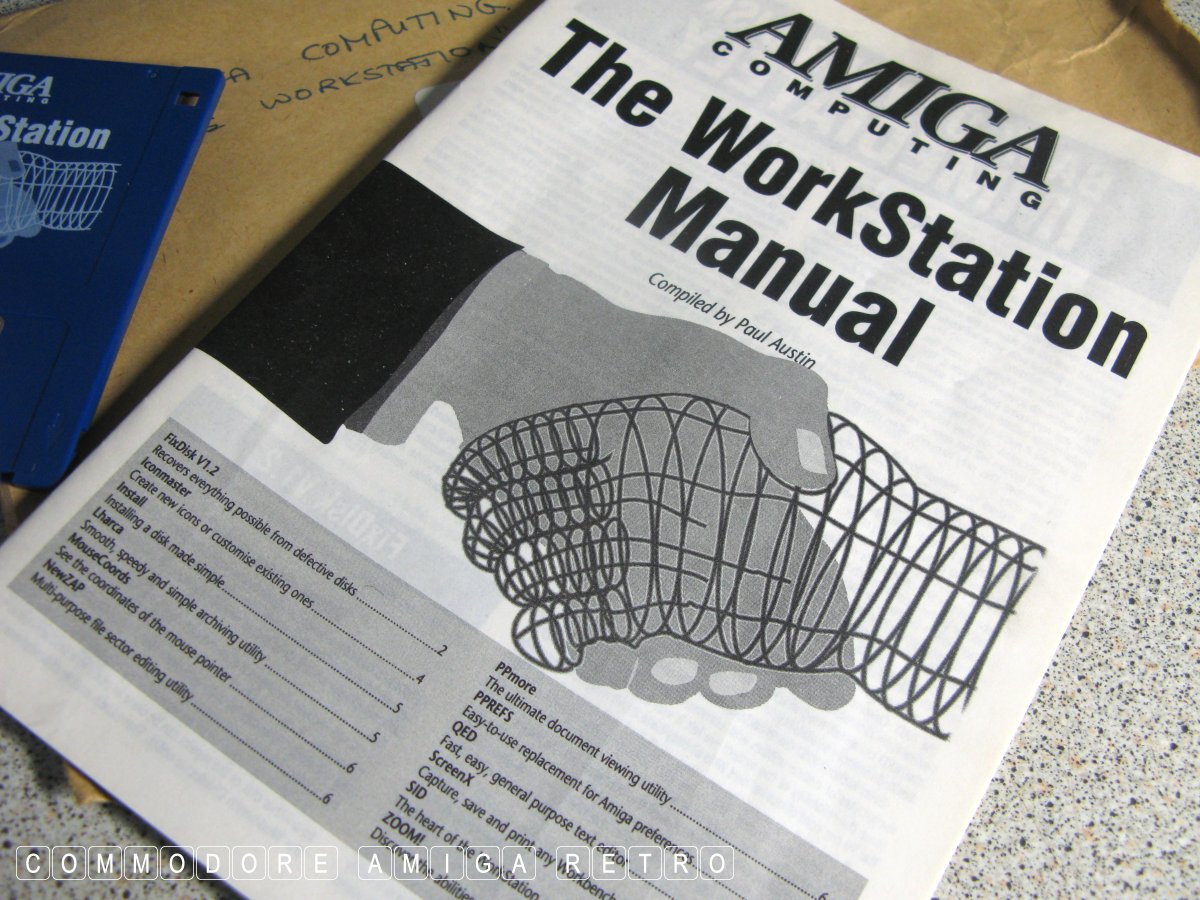 COMPUTING
WORKSTATION
AMIGA
COMPUTING
The WorkStation
Manual
Compiled by Paul Austin
Station
FixDisk V1.2
Recovers everything possible from defective disks ........ 2
Iconmaster
Create new icons or customise existing ones ........ 4
Install
Installing a disk made simple ........ 5
Lharca
Smooth, speedy and simple archiving utility ........ 5
MouseCoords
See the coordinates of the mouse pointer ........ 6
NewZAP
Multi-purpose file sector editing utility ........ 6
PPmore
The ultimate document viewing utility ........ 6
PPREFS
Easy-to-use replacement for Amiga preferences ........
QED
Fast, easy, general purpose text editor
ScreenX
Capture, save and print any Workbench
SID
The heart of the WorkStation
ZOOM!
COMMODORE AMIGA RETRO